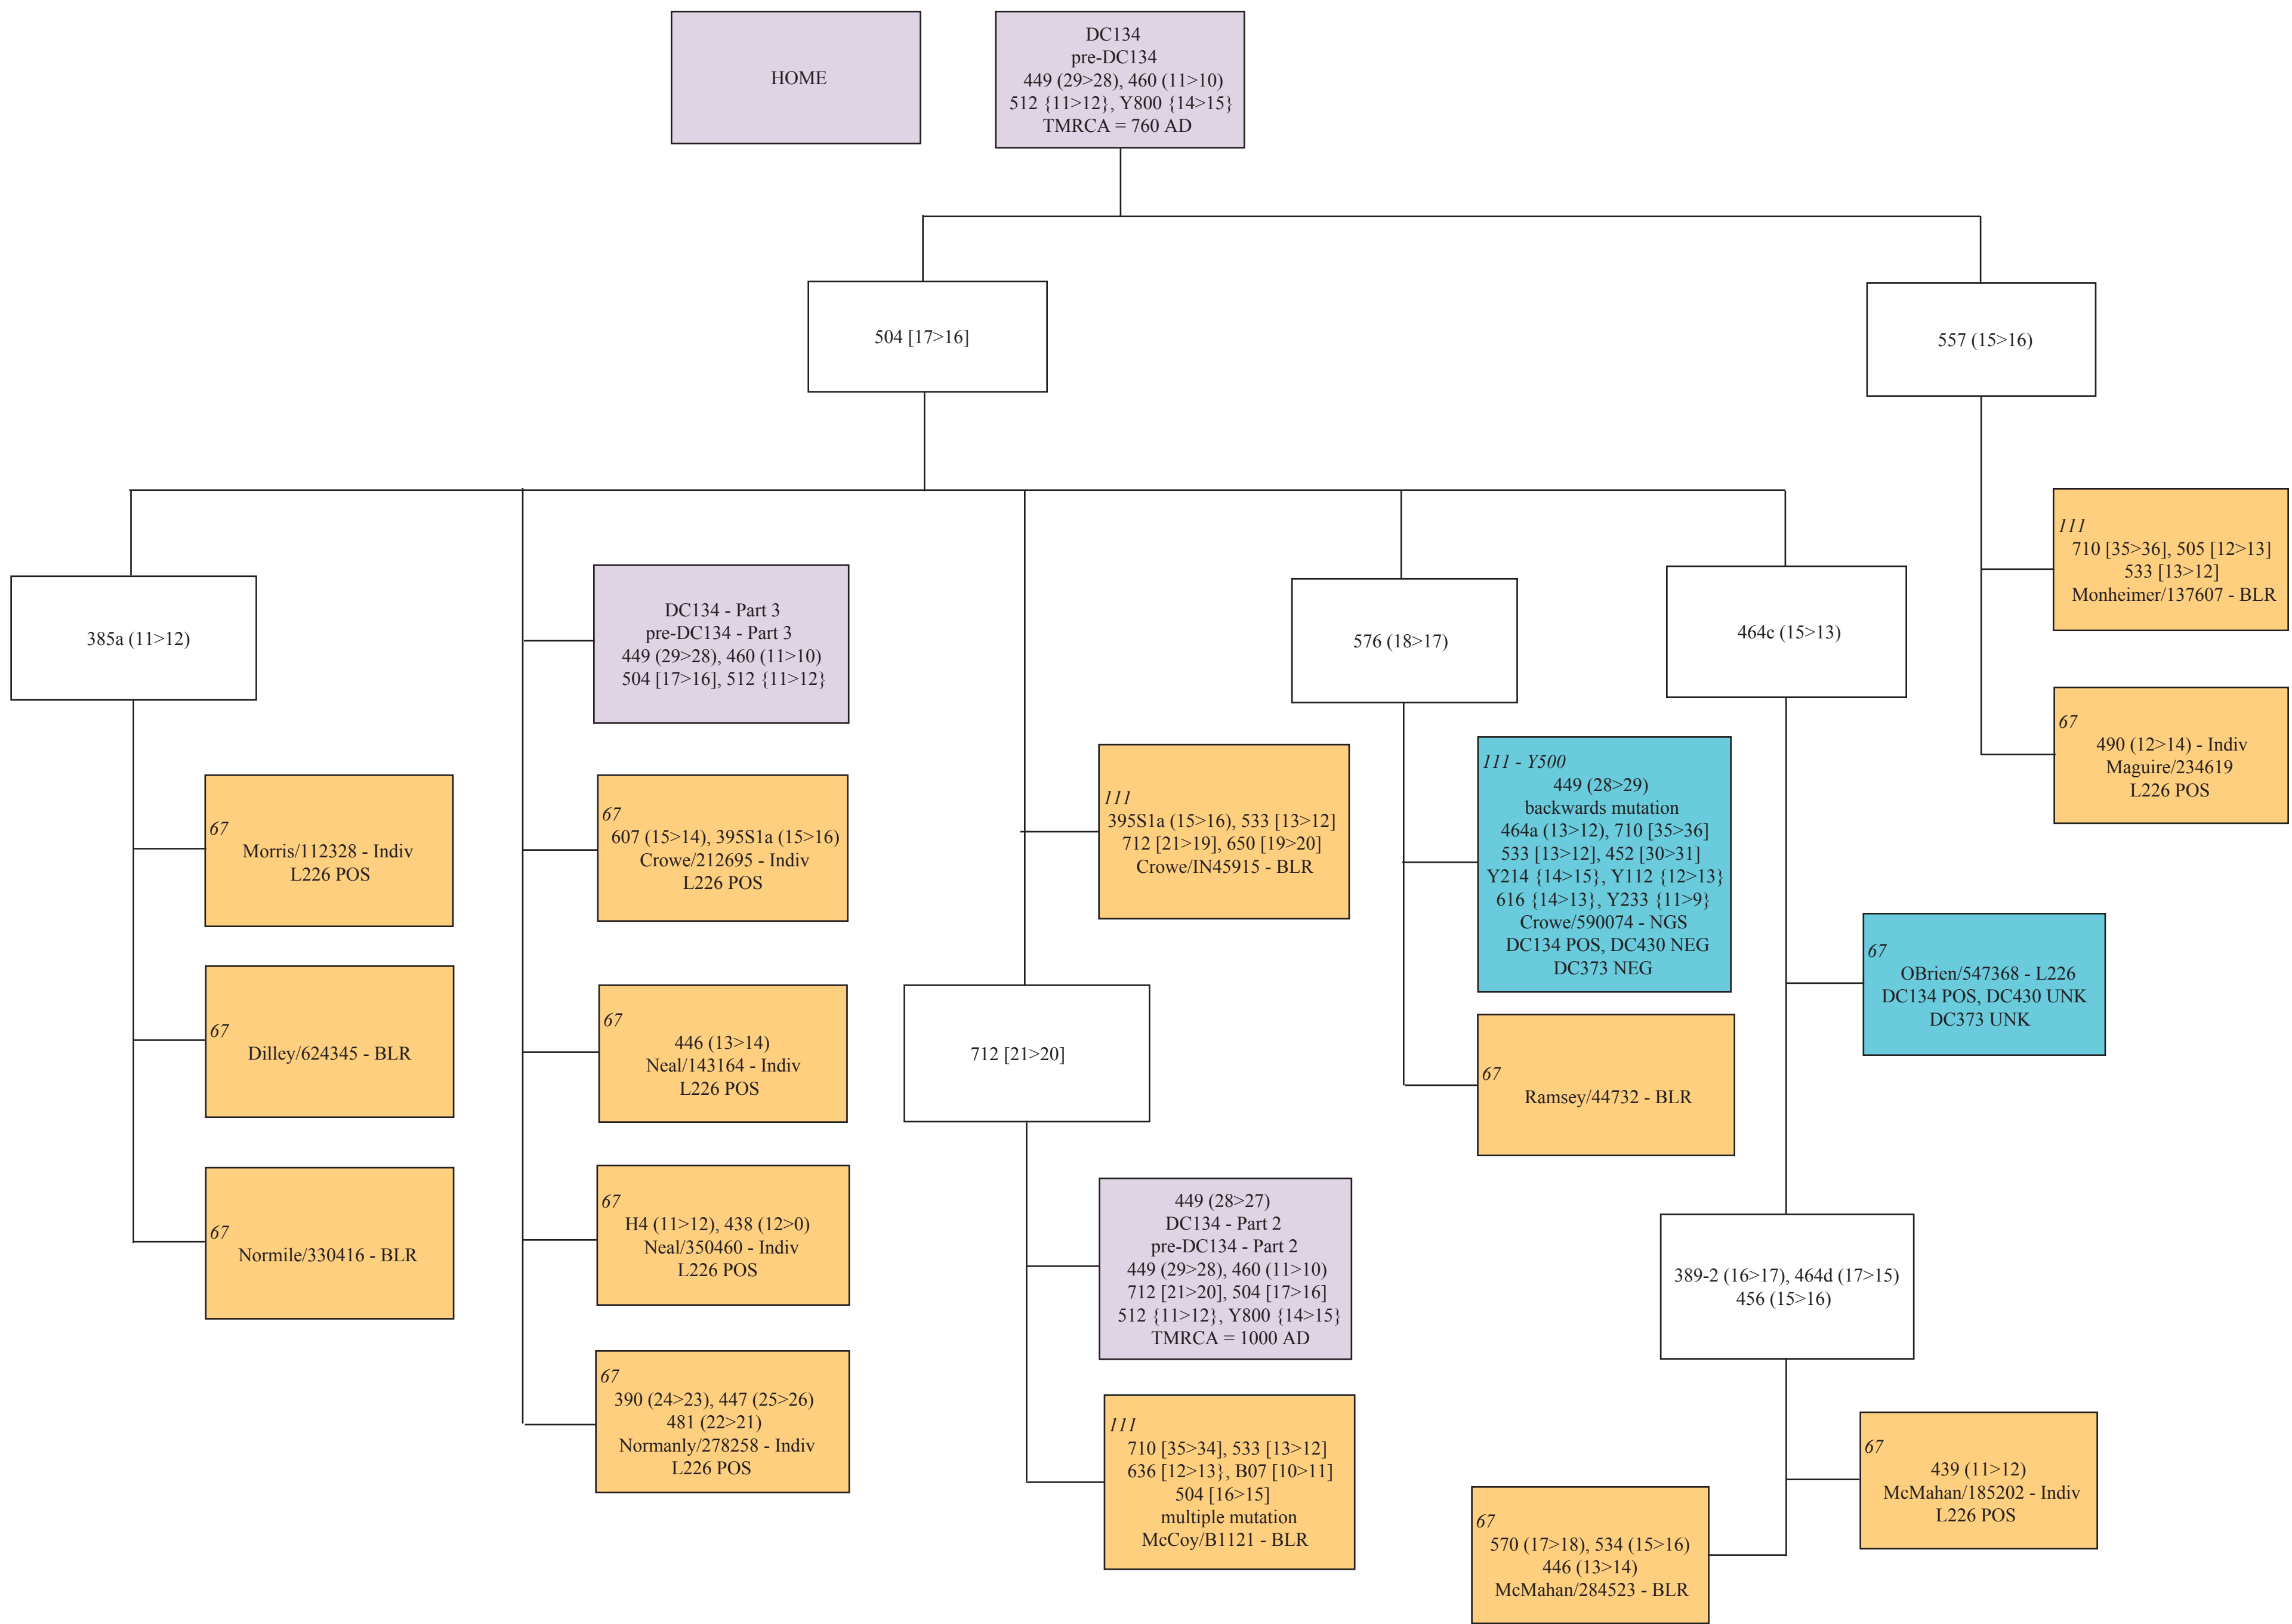 HOME
DC134
pre-DC134
449 (29>28), 460 (11>10)
512 {11>12}, Y800 {14>15}
TMRCA = 760 AD
504 [17>16]
557 (15>16)
385a (11>12)
67
Morris/112328 - Indiv
L226 POS
67
Dilley/624345 - BLR
67
Normile/330416 - BLR
DC134 - Part 3
pre-DC134 - Part 3
449 (29>28), 460 (11>10)
504 [17>16], 512 {11>12}
67
607 (15>14), 395S1a (15>16)
Crowe/212695 - Indiv
L226 POS
67
446 (13>14)
Neal/143164 - Indiv
L226 POS
67
H4 (11>12), 438 (12>0)
Neal/350460 - Indiv
L226 POS
67
390 (24>23), 447 (25>26)
481 (22>21)
Normanly/278258 - Indiv
L226 POS
111
395S1a (15>16), 533 [13>12]
712 [21>19], 650 [19>20]
Crowe/IN45915 - BLR
712 [21>20]
449 (28>27)
DC134 - Part 2
pre-DC134 - Part 2
449 (29>28), 460 (11>10)
712 [21>20], 504 [17>16]
512 {11>12}, Y800 {14>15}
TMRCA = 1000 AD
111
710 [35>34], 533 [13>12]
636 [12>13}, B07 [10>11]
504 [16>15]
multiple mutation
McCoy/B1121 - BLR
576 (18>17)
111 - Y500
449 (28>29)
backwards mutation
464a (13>12), 710 [35>36]
533 [13>12], 452 [30>31]
Y214 {14>15}, Y112 {12>13}
616 {14>13}, Y233 {11>9}
Crowe/590074 - NGS
DC134 POS, DC430 NEG
DC373 NEG
67
Ramsey/44732 - BLR
464c (15>13)
67
OBrien/547368 - L226
DC134 POS, DC430 UNK
DC373 UNK
389-2 (16>17), 464d (17>15)
456 (15>16)
67
439 (11>12)
McMahan/185202 - Indiv
L226 POS
67
570 (17>18), 534 (15>16)
446 (13>14)
McMahan/284523 - BLR
111
710 [35>36], 505 [12>13]
533 [13>12]
Monheimer/137607 - BLR
67
490 (12>14) - Indiv
Maguire/234619
L226 POS